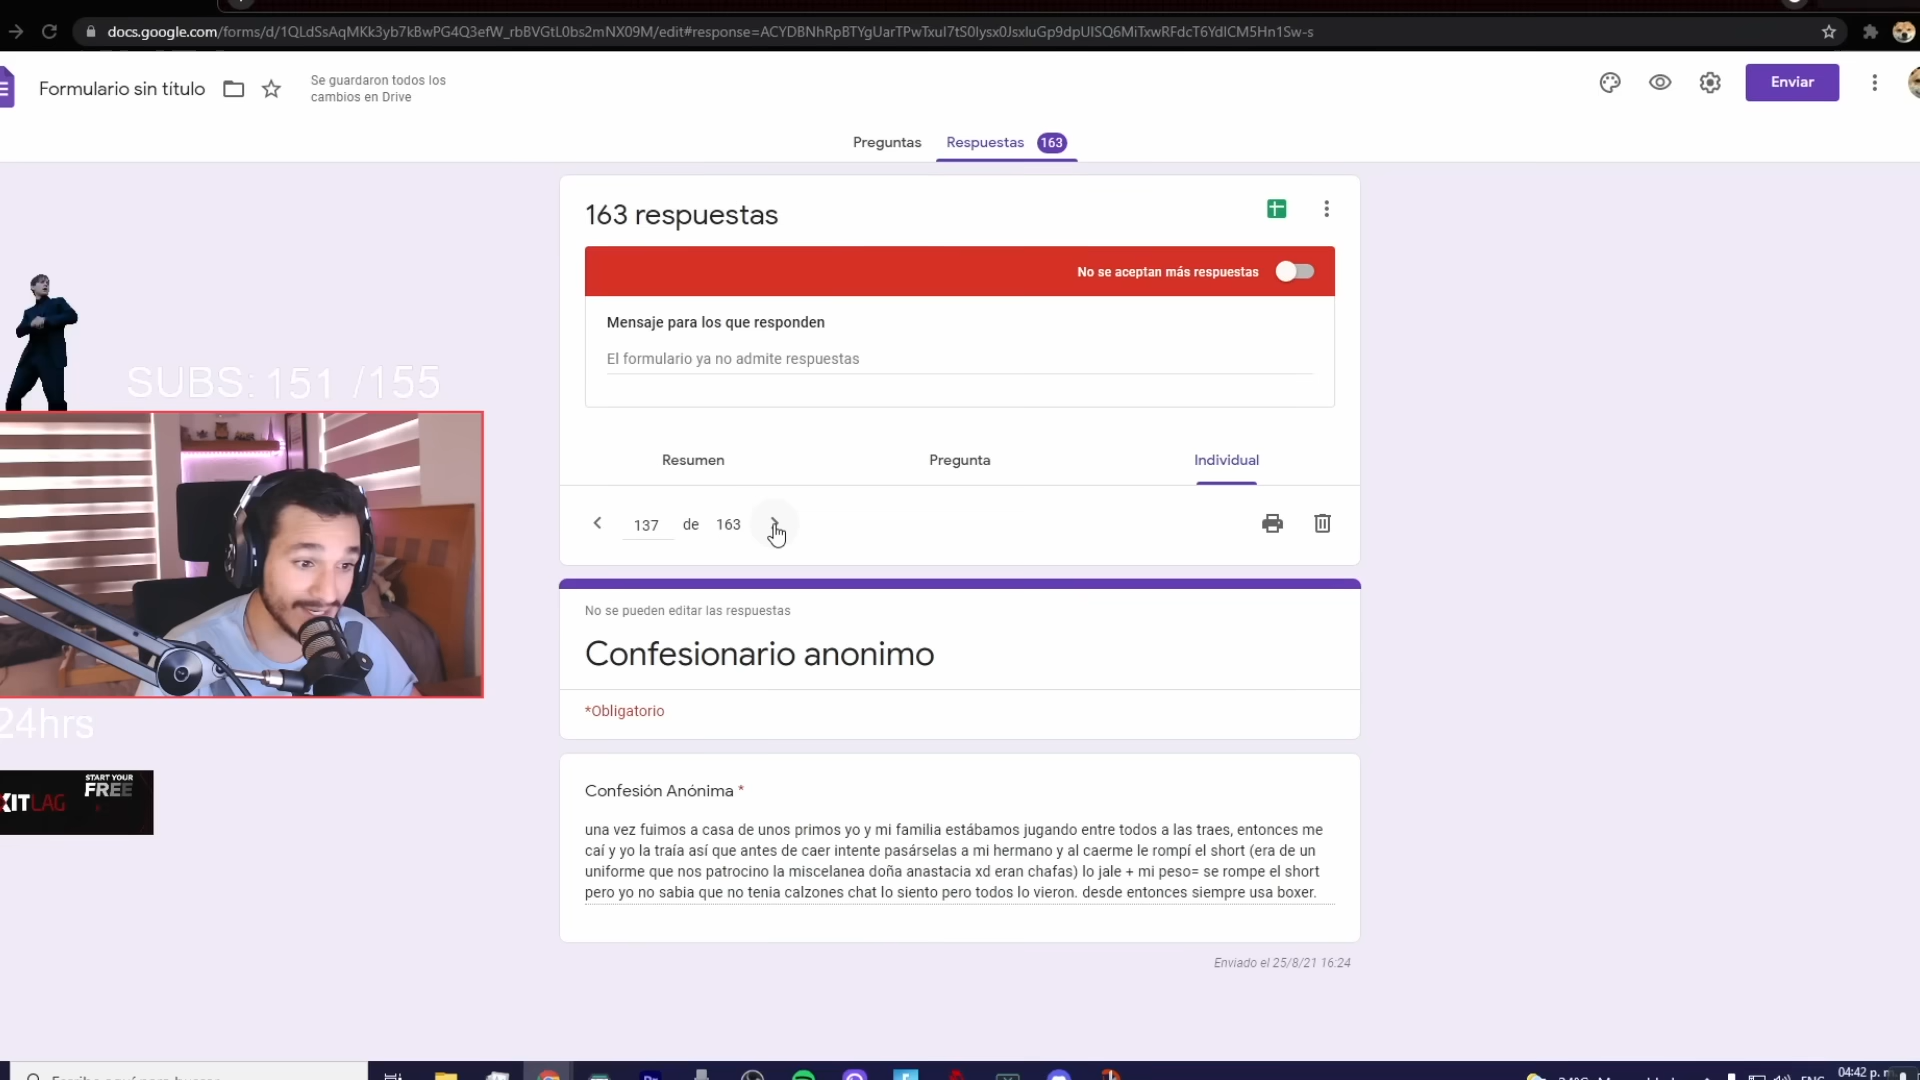 docs.google.com/forms/d/1QLdSsAqMKk3yb7kBwPG4Q3efW_rbBVGtL0bs2mNX09M/edit#response=ACYDBNhRpBTYgUarTPwTxuI7tS0Iysx0JsxluGp9dpUISQ6MiTxwRFdcT6YdlCM5Hn1Sw-s
Formulario sin título
Se guardaron todos los
cambios en Drive
Enviar
Preguntas Respuestas 163
163 respuestas
No se aceptan más respuestas
Mensaje para los que responden
El formulario ya no admite respuestas
SUBS: 151 /155
Resumen Pregunta Individual
137 de 163
No se pueden editar las respuestas
Confesionario anonimo
*Obligatorio
24hrs
START YOUR
FREE
XITLAG
Confesión Anónima *
una vez fuimos a casa de unos primos yo y mi familia estábamos jugando entre todos a las traes, entonces me
caí y yo la traía así que antes de caer intente pasárselas a mi hermano y al caerme le rompí el short (era de un
uniforme que nos patrocino la miscelanea doña anastacia xd eran chafas) lo jale + mi peso= se rompe el short
pero yo no sabia que no tenia calzones chat lo siento pero todos lo vieron. desde entonces siempre usa boxer.
Enviado el 25/8/21 16:24
04:42 p. m.